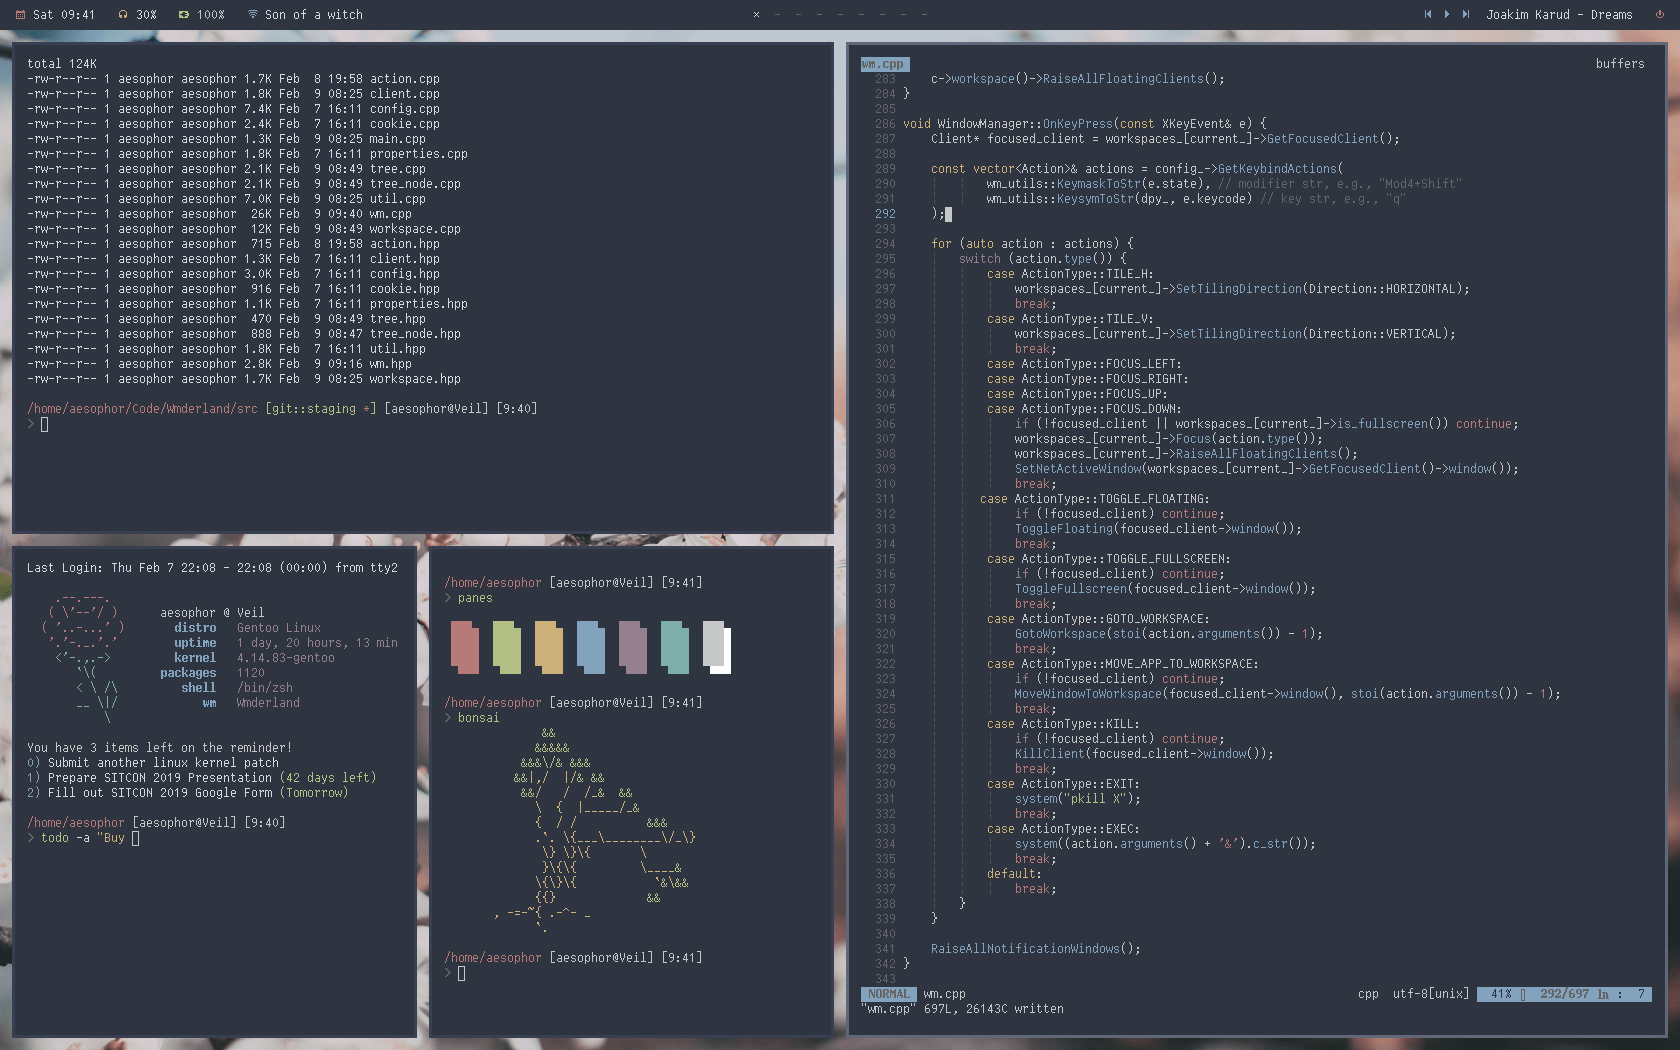 Sat 09:41 30% 100% Son of a witch
× – – – – – – – –
Joakim Karud - Dreams
total 124K
-rw-r--r-- 1 aesophor aesophor 1.7K Feb  8 19:58 action.cpp
-rw-r--r-- 1 aesophor aesophor 1.8K Feb  9 08:25 client.cpp
-rw-r--r-- 1 aesophor aesophor 7.4K Feb  7 16:11 config.cpp
-rw-r--r-- 1 aesophor aesophor 2.4K Feb  7 16:11 cookie.cpp
-rw-r--r-- 1 aesophor aesophor 1.3K Feb  9 08:25 main.cpp
-rw-r--r-- 1 aesophor aesophor 1.8K Feb  7 16:11 properties.cpp
-rw-r--r-- 1 aesophor aesophor 2.1K Feb  9 08:49 tree.cpp
-rw-r--r-- 1 aesophor aesophor 2.1K Feb  9 08:49 tree_node.cpp
-rw-r--r-- 1 aesophor aesophor 7.0K Feb  9 08:25 util.cpp
-rw-r--r-- 1 aesophor aesophor  26K Feb  9 09:40 wm.cpp
-rw-r--r-- 1 aesophor aesophor  12K Feb  9 08:49 workspace.cpp
-rw-r--r-- 1 aesophor aesophor  715 Feb  8 19:58 action.hpp
-rw-r--r-- 1 aesophor aesophor 1.3K Feb  7 16:11 client.hpp
-rw-r--r-- 1 aesophor aesophor 3.0K Feb  7 16:11 config.hpp
-rw-r--r-- 1 aesophor aesophor  916 Feb  7 16:11 cookie.hpp
-rw-r--r-- 1 aesophor aesophor 1.1K Feb  7 16:11 properties.hpp
-rw-r--r-- 1 aesophor aesophor  470 Feb  9 08:49 tree.hpp
-rw-r--r-- 1 aesophor aesophor  888 Feb  9 08:47 tree_node.hpp
-rw-r--r-- 1 aesophor aesophor 1.8K Feb  7 16:11 util.hpp
-rw-r--r-- 1 aesophor aesophor 2.8K Feb  9 09:16 wm.hpp
-rw-r--r-- 1 aesophor aesophor 1.7K Feb  9 08:25 workspace.hpp
/home/aesophor/Code/Wmderland/src [git::staging *] [aesophor@Veil] [9:40]
>
Last Login: Thu Feb 7 22:08 - 22:08 (00:00) from tty2
aesophor @ Veil
distro Gentoo Linux
uptime 1 day, 20 hours, 13 min
kernel 4.14.83-gentoo
packages 1120
shell /bin/zsh
wm Wmderland
You have 3 items left on the reminder!
0) Submit another linux kernel patch
1) Prepare SITCON 2019 Presentation (42 days left)
2) Fill out SITCON 2019 Google Form (Tomorrow)
/home/aesophor [aesophor@Veil] [9:40]
> todo -a "Buy
/home/aesophor [aesophor@Veil] [9:41]
> panes
/home/aesophor [aesophor@Veil] [9:41]
> bonsai
/home/aesophor [aesophor@Veil] [9:41]
>
wm.cpp buffers
283     c->workspace()->RaiseAllFloatingClients();
284 }
285
286 void WindowManager::OnKeyPress(const XKeyEvent& e) {
287     Client* focused_client = workspaces_[current_]->GetFocusedClient();
288
289     const vector<Action>& actions = config_->GetKeybindActions(
290             wm_utils::KeymaskToStr(e.state), // modifier str, e.g., "Mod4+Shift"
291             wm_utils::KeysymToStr(dpy_, e.keycode) // key str, e.g., "q"
292     );
293
294     for (auto action : actions) {
295         switch (action.type()) {
296             case ActionType::TILE_H:
297                 workspaces_[current_]->SetTilingDirection(Direction::HORIZONTAL);
298                 break;
299             case ActionType::TILE_V:
300                 workspaces_[current_]->SetTilingDirection(Direction::VERTICAL);
301                 break;
302             case ActionType::FOCUS_LEFT:
303             case ActionType::FOCUS_RIGHT:
304             case ActionType::FOCUS_UP:
305             case ActionType::FOCUS_DOWN:
306                 if (!focused_client || workspaces_[current_]->is_fullscreen()) continue;
307                 workspaces_[current_]->Focus(action.type());
308                 workspaces_[current_]->RaiseAllFloatingClients();
309                 SetNetActiveWindow(workspaces_[current_]->GetFocusedClient()->window());
310                 break;
311            case ActionType::TOGGLE_FLOATING:
312                 if (!focused_client) continue;
313                 ToggleFloating(focused_client->window());
314                 break;
315             case ActionType::TOGGLE_FULLSCREEN:
316                 if (!focused_client) continue;
317                 ToggleFullscreen(focused_client->window());
318                 break;
319             case ActionType::GOTO_WORKSPACE:
320                 GotoWorkspace(stoi(action.arguments()) - 1);
321                 break;
322             case ActionType::MOVE_APP_TO_WORKSPACE:
323                 if (!focused_client) continue;
324                 MoveWindowToWorkspace(focused_client->window(), stoi(action.arguments()) - 1);
325                 break;
326             case ActionType::KILL:
327                 if (!focused_client) continue;
328                 KillClient(focused_client->window());
329                 break;
330             case ActionType::EXIT:
331                 system("pkill X");
332                 break;
333             case ActionType::EXEC:
334                 system((action.arguments() + '&').c_str());
335                 break;
336             default:
337                 break;
338         }
339     }
340
341     RaiseAllNotificationWindows();
342 }
343
NORMAL wm.cpp cpp utf-8[unix] 41% 292/697 ln : 7
"wm.cpp" 697L, 26143C written